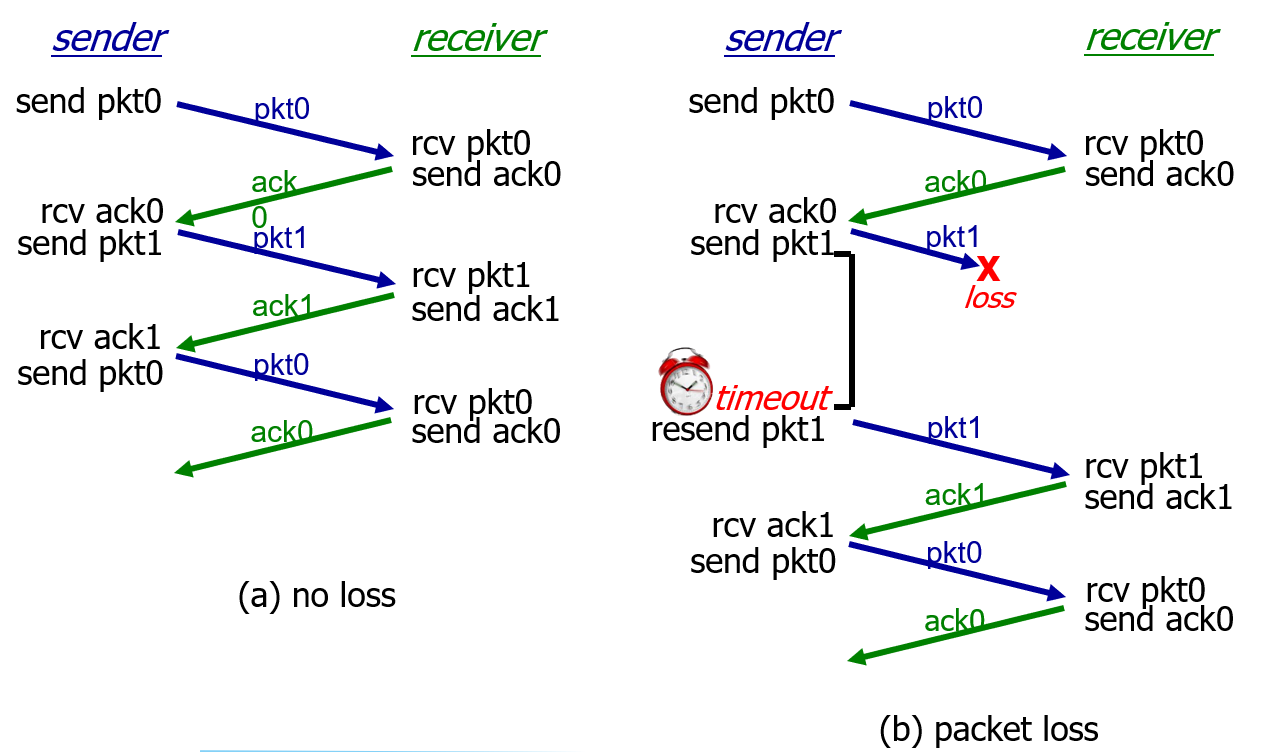 sender
receiver
send pkt0
pkt0
rcv pkt0
send ack0
ack
0
rcv ack0
send pkt1
pkt1
rcv pkt1
send ack1
ack1
rcv ack1
send pkt0
pkt0
rcv pkt0
send ack0
ack0
(a) no loss
sender
receiver
send pkt0
pkt0
rcv pkt0
send ack0
ack0
rcv ack0
send pkt1
pkt1
X
loss
timeout
resend pkt1
pkt1
rcv pkt1
send ack1
ack1
rcv ack1
send pkt0
pkt0
rcv pkt0
send ack0
ack0
(b) packet loss